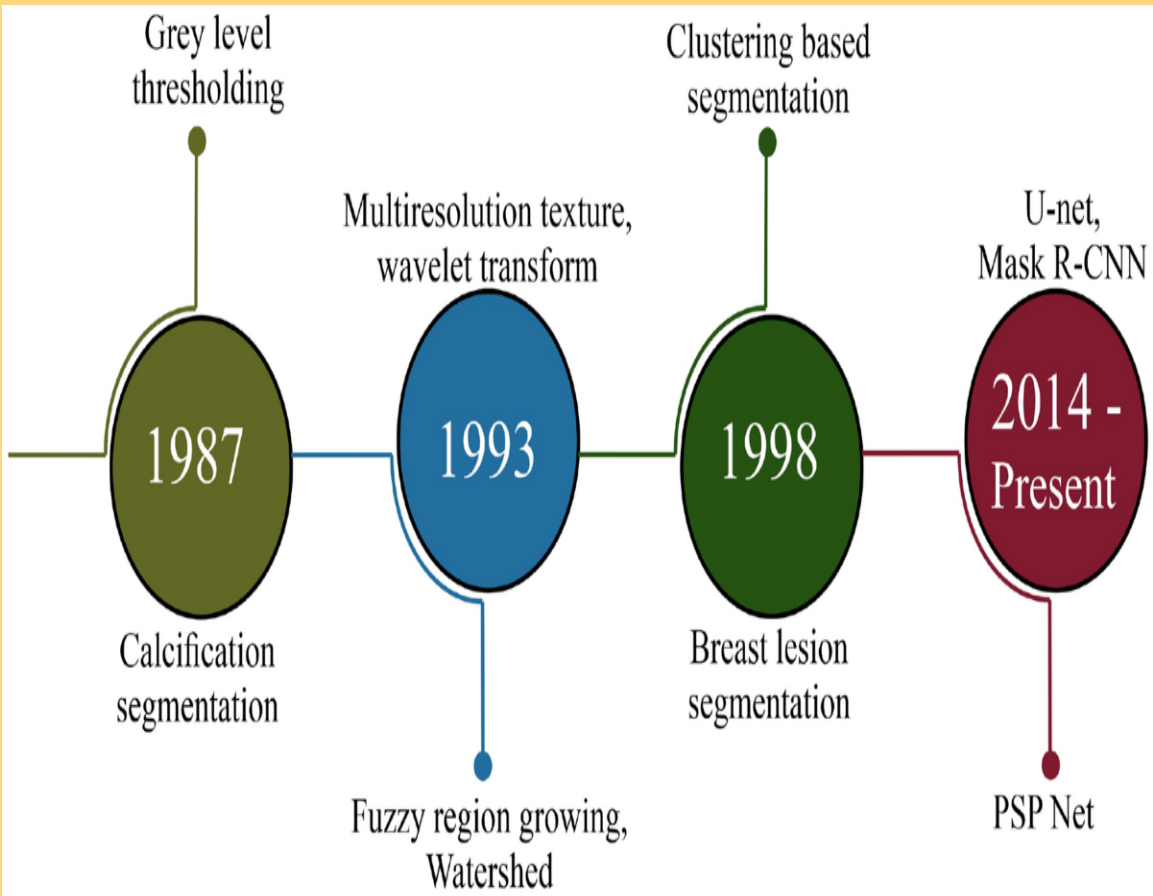 Grey level
thresholding
1987
Calcification
segmentation
Multiresolution texture,
wavelet transform
1993
Fuzzy region growing,
Watershed
Clustering based
segmentation
1998
Breast lesion
segmentation
U-net,
Mask R-CNN
2014 -
Present
PSP Net